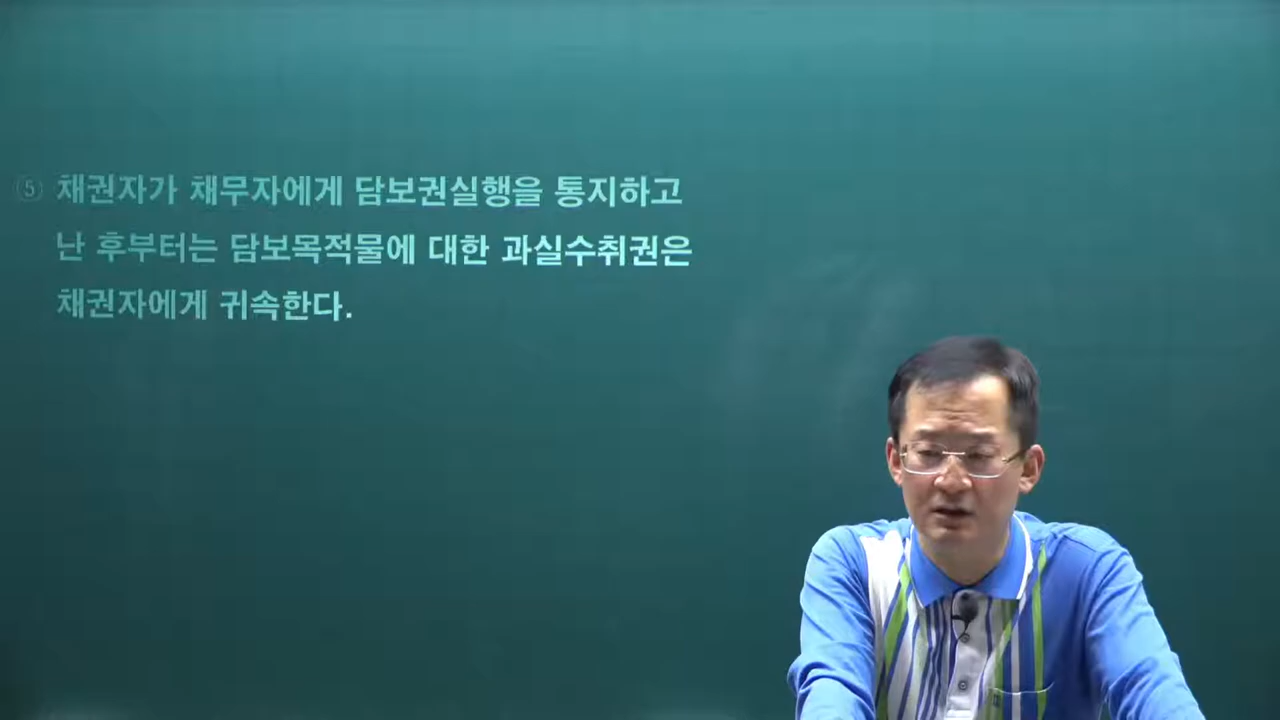 ⑤ 채권자가 채무자에게 담보권실행을 통지하고
난 후부터는 담보목적물에 대한 과실수취권은
채권자에게 귀속한다.